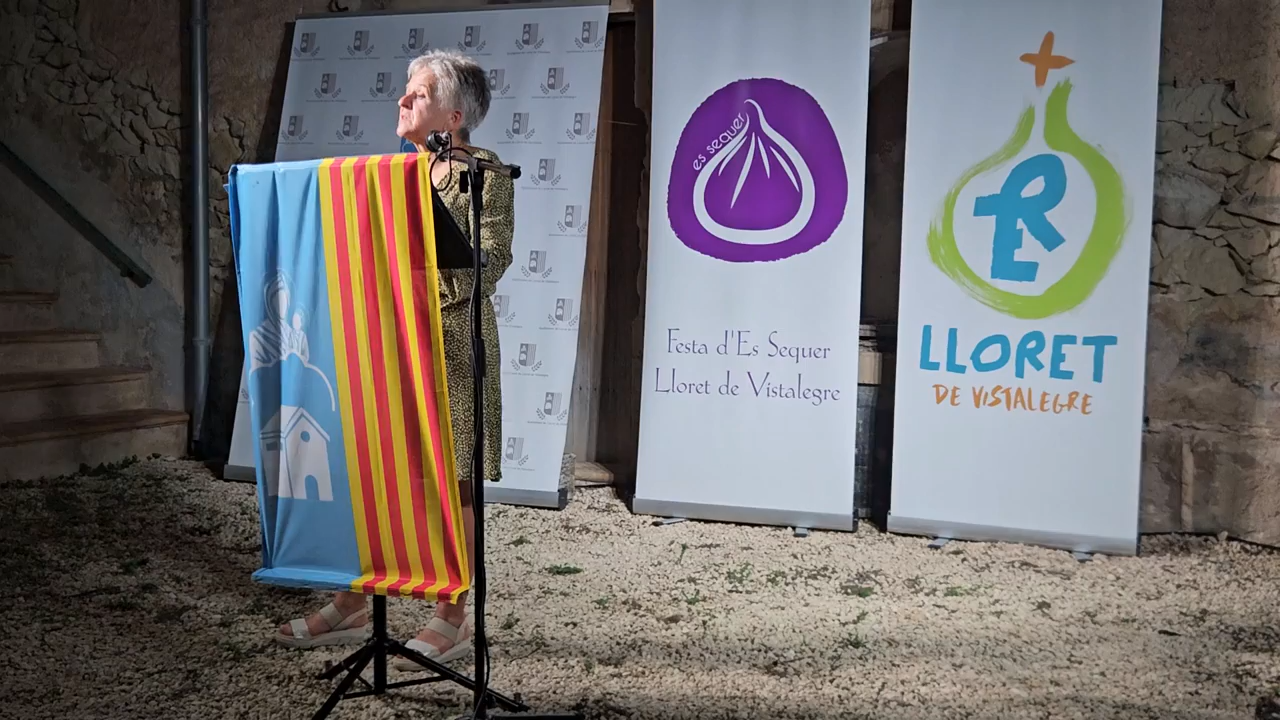 es sequer
Festa d'Es Sequer
Lloret de Vistalegre
LLORET
DE VISTALEGRE